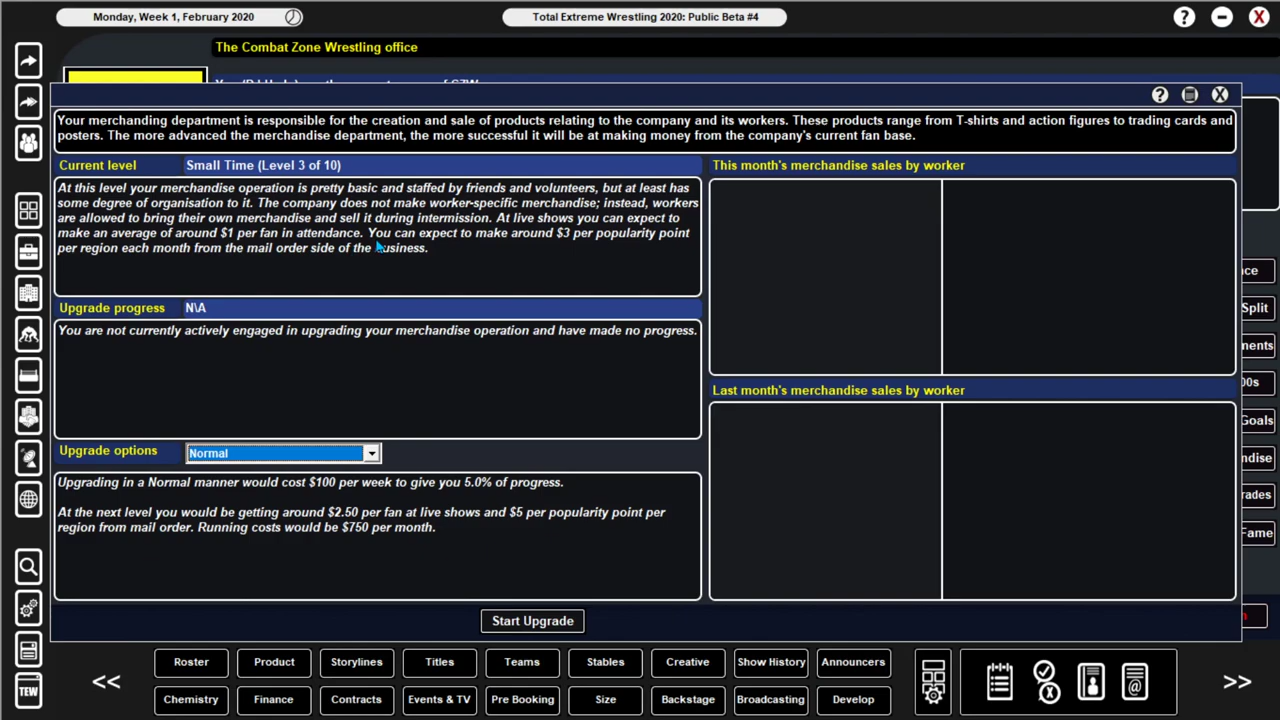 Monday, Week 1, February 2020
Total Extreme Wrestling 2020: Public Beta #4
?
X
The Combat Zone Wrestling office
? X
Your merchanding department is responsible for the creation and sale of products relating to the company and its workers. These products range from T-shirts and action figures to trading cards and
posters. The more advanced the merchandise department, the more successful it will be at making money from the company's current fan base.
Current level
Small Time (Level 3 of 10)
At this level your merchandise operation is pretty basic and staffed by friends and volunteers, but at least has
some degree of organisation to it. The company does not make worker-specific merchandise; instead, workers
are allowed to bring their own merchandise and sell it during intermission. At live shows you can expect to
make an average of around $1 per fan in attendance. You can expect to make around $3 per popularity point
per region each month from the mail order side of the business.
Upgrade progress
N\A
You are not currently actively engaged in upgrading your merchandise operation and have made no progress.
Upgrade options
Normal
Upgrading in a Normal manner would cost $100 per week to give you 5.0% of progress.
At the next level you would be getting around $2.50 per fan at live shows and $5 per popularity point per
region from mail order. Running costs would be $750 per month.
This month's merchandise sales by worker
Last month's merchandise sales by worker
Start Upgrade
nce
Split
nents
00s
Goals
ndise
rades
Fame
n
TEW
<<
Roster
Product
Storylines
Titles
Teams
Stables
Creative
Show History
Announcers
Chemistry
Finance
Contracts
Events & TV
Pre Booking
Size
Backstage
Broadcasting
Develop
@
>>